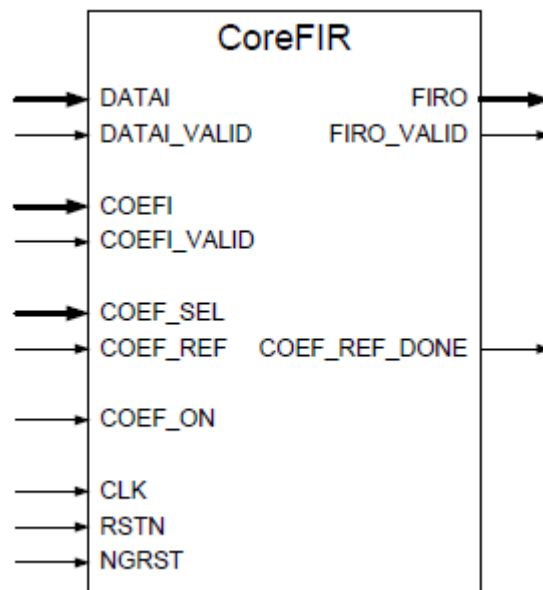 CoreFIR
DATAI FIRO
DATAI_VALID FIRO_VALID
COEFI
COEFI_VALID
COEF_SEL
COEF_REF COEF_REF_DONE
COEF_ON
CLK
RSTN
NGRST